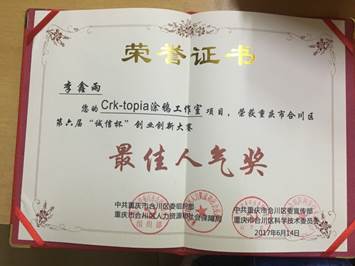 荣誉证书
李鑫雨
您的Crk-topia涂鸦工作室项目，荣获重庆市合川区
第六届“诚信杯”创业创新大赛
最佳人气奖
中共重庆市合川区委组织部 中共重庆市合川区委宣传部
重庆市合川区人力资源和社会保障局 重庆市合川区科学技术委员会
2017年6月14日